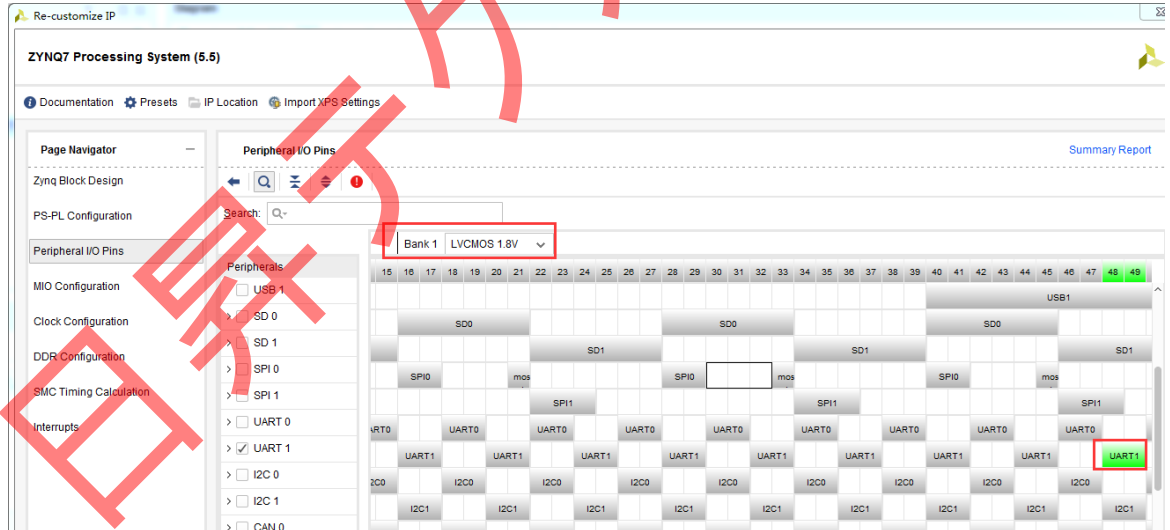 Re-customize IP
ZYNQ7 Processing System (5.5)
Documentation Presets IP Location Import XPS Settings
Page Navigator
Zynq Block Design
PS-PL Configuration
Peripheral I/O Pins
MIO Configuration
Clock Configuration
DDR Configuration
SMC Timing Calculation
Interrupts
Peripheral I/O Pins Summary Report
Search:
Bank 1 LVCMOS 1.8V
Peripherals 15 16 17 18 19 20 21 22 23 24 25 26 27 28 29 30 31 32 33 34 35 36 37 38 39 40 41 42 43 44 45 46 47 48 49
USB 1 USB1
SD 0 SD0 SD0 SD0
SD 1 SD1 SD1 SD1
SPI 0 SPI0 mos SPI0 mos SPI0 mos
SPI 1 SPI1 SPI1 SPI1
UART 0 ART0 UART0 UART0 UART0 UART0 UART0 UART0 UART0 UART0
UART 1 UART1 UART1 UART1 UART1 UART1 UART1 UART1 UART1 UART1
I2C 0 2C0 I2C0 I2C0 I2C0 I2C0 I2C0 I2C0 I2C0 I2C0
I2C 1 I2C1 I2C1 I2C1 I2C1 I2C1 I2C1 I2C1 I2C1 I2C1
CAN 0